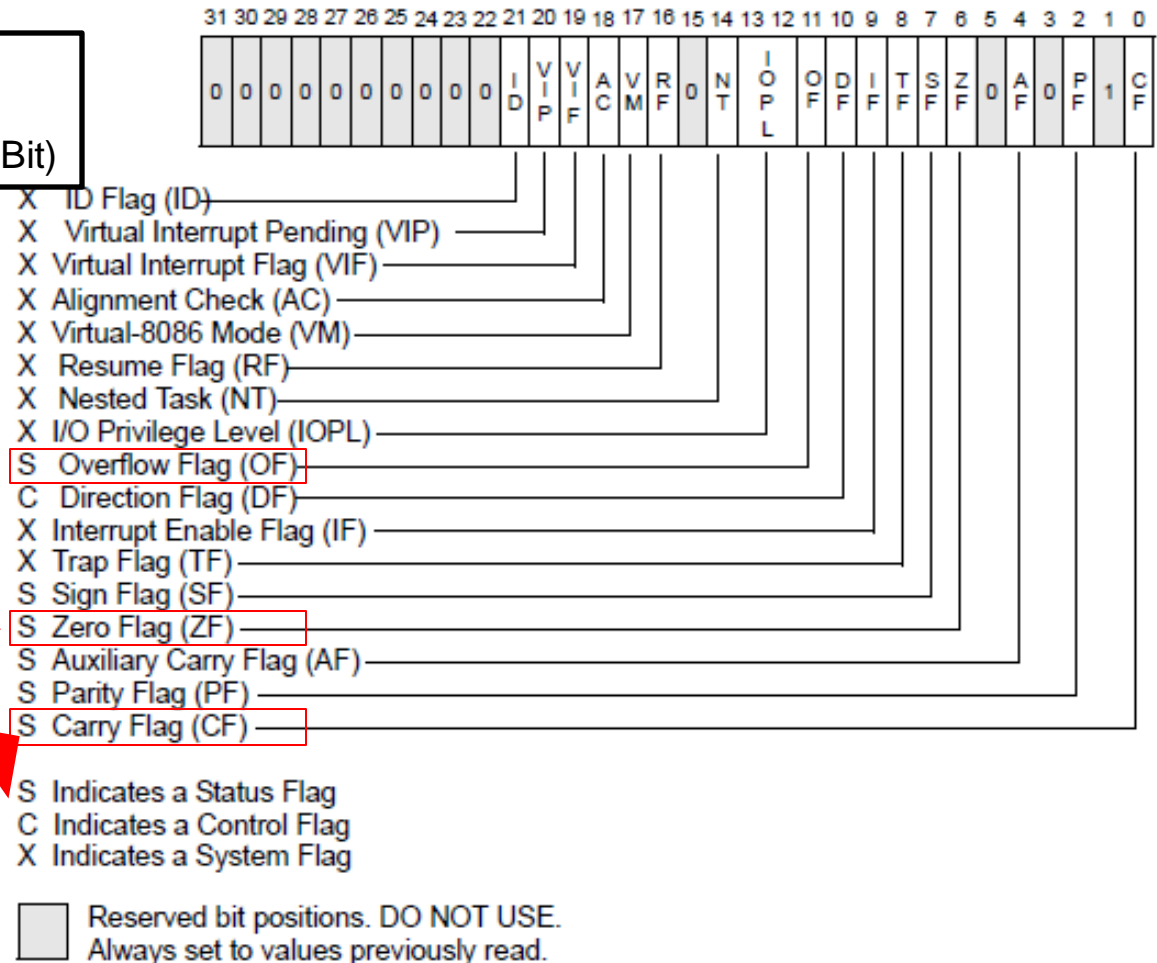 31 30 29 28 27 26 25 24 23 22 21 20 19 18 17 16 15 14 13 12 11 10 9 8 7 6 5 4 3 2 1 0
0 0 0 0 0 0 0 0 0 0 ID VIP VIF AC VM RF 0 NT IOPL OF DF IF TF SF ZF 0 AF 0 PF 1 CF
Bit)
X ID Flag (ID)
X Virtual Interrupt Pending (VIP)
X Virtual Interrupt Flag (VIF)
X Alignment Check (AC)
X Virtual-8086 Mode (VM)
X Resume Flag (RF)
X Nested Task (NT)
X I/O Privilege Level (IOPL)
S Overflow Flag (OF)
C Direction Flag (DF)
X Interrupt Enable Flag (IF)
X Trap Flag (TF)
S Sign Flag (SF)
S Zero Flag (ZF)
S Auxiliary Carry Flag (AF)
S Parity Flag (PF)
S Carry Flag (CF)
S Indicates a Status Flag
C Indicates a Control Flag
X Indicates a System Flag
Reserved bit positions. DO NOT USE.
Always set to values previously read.